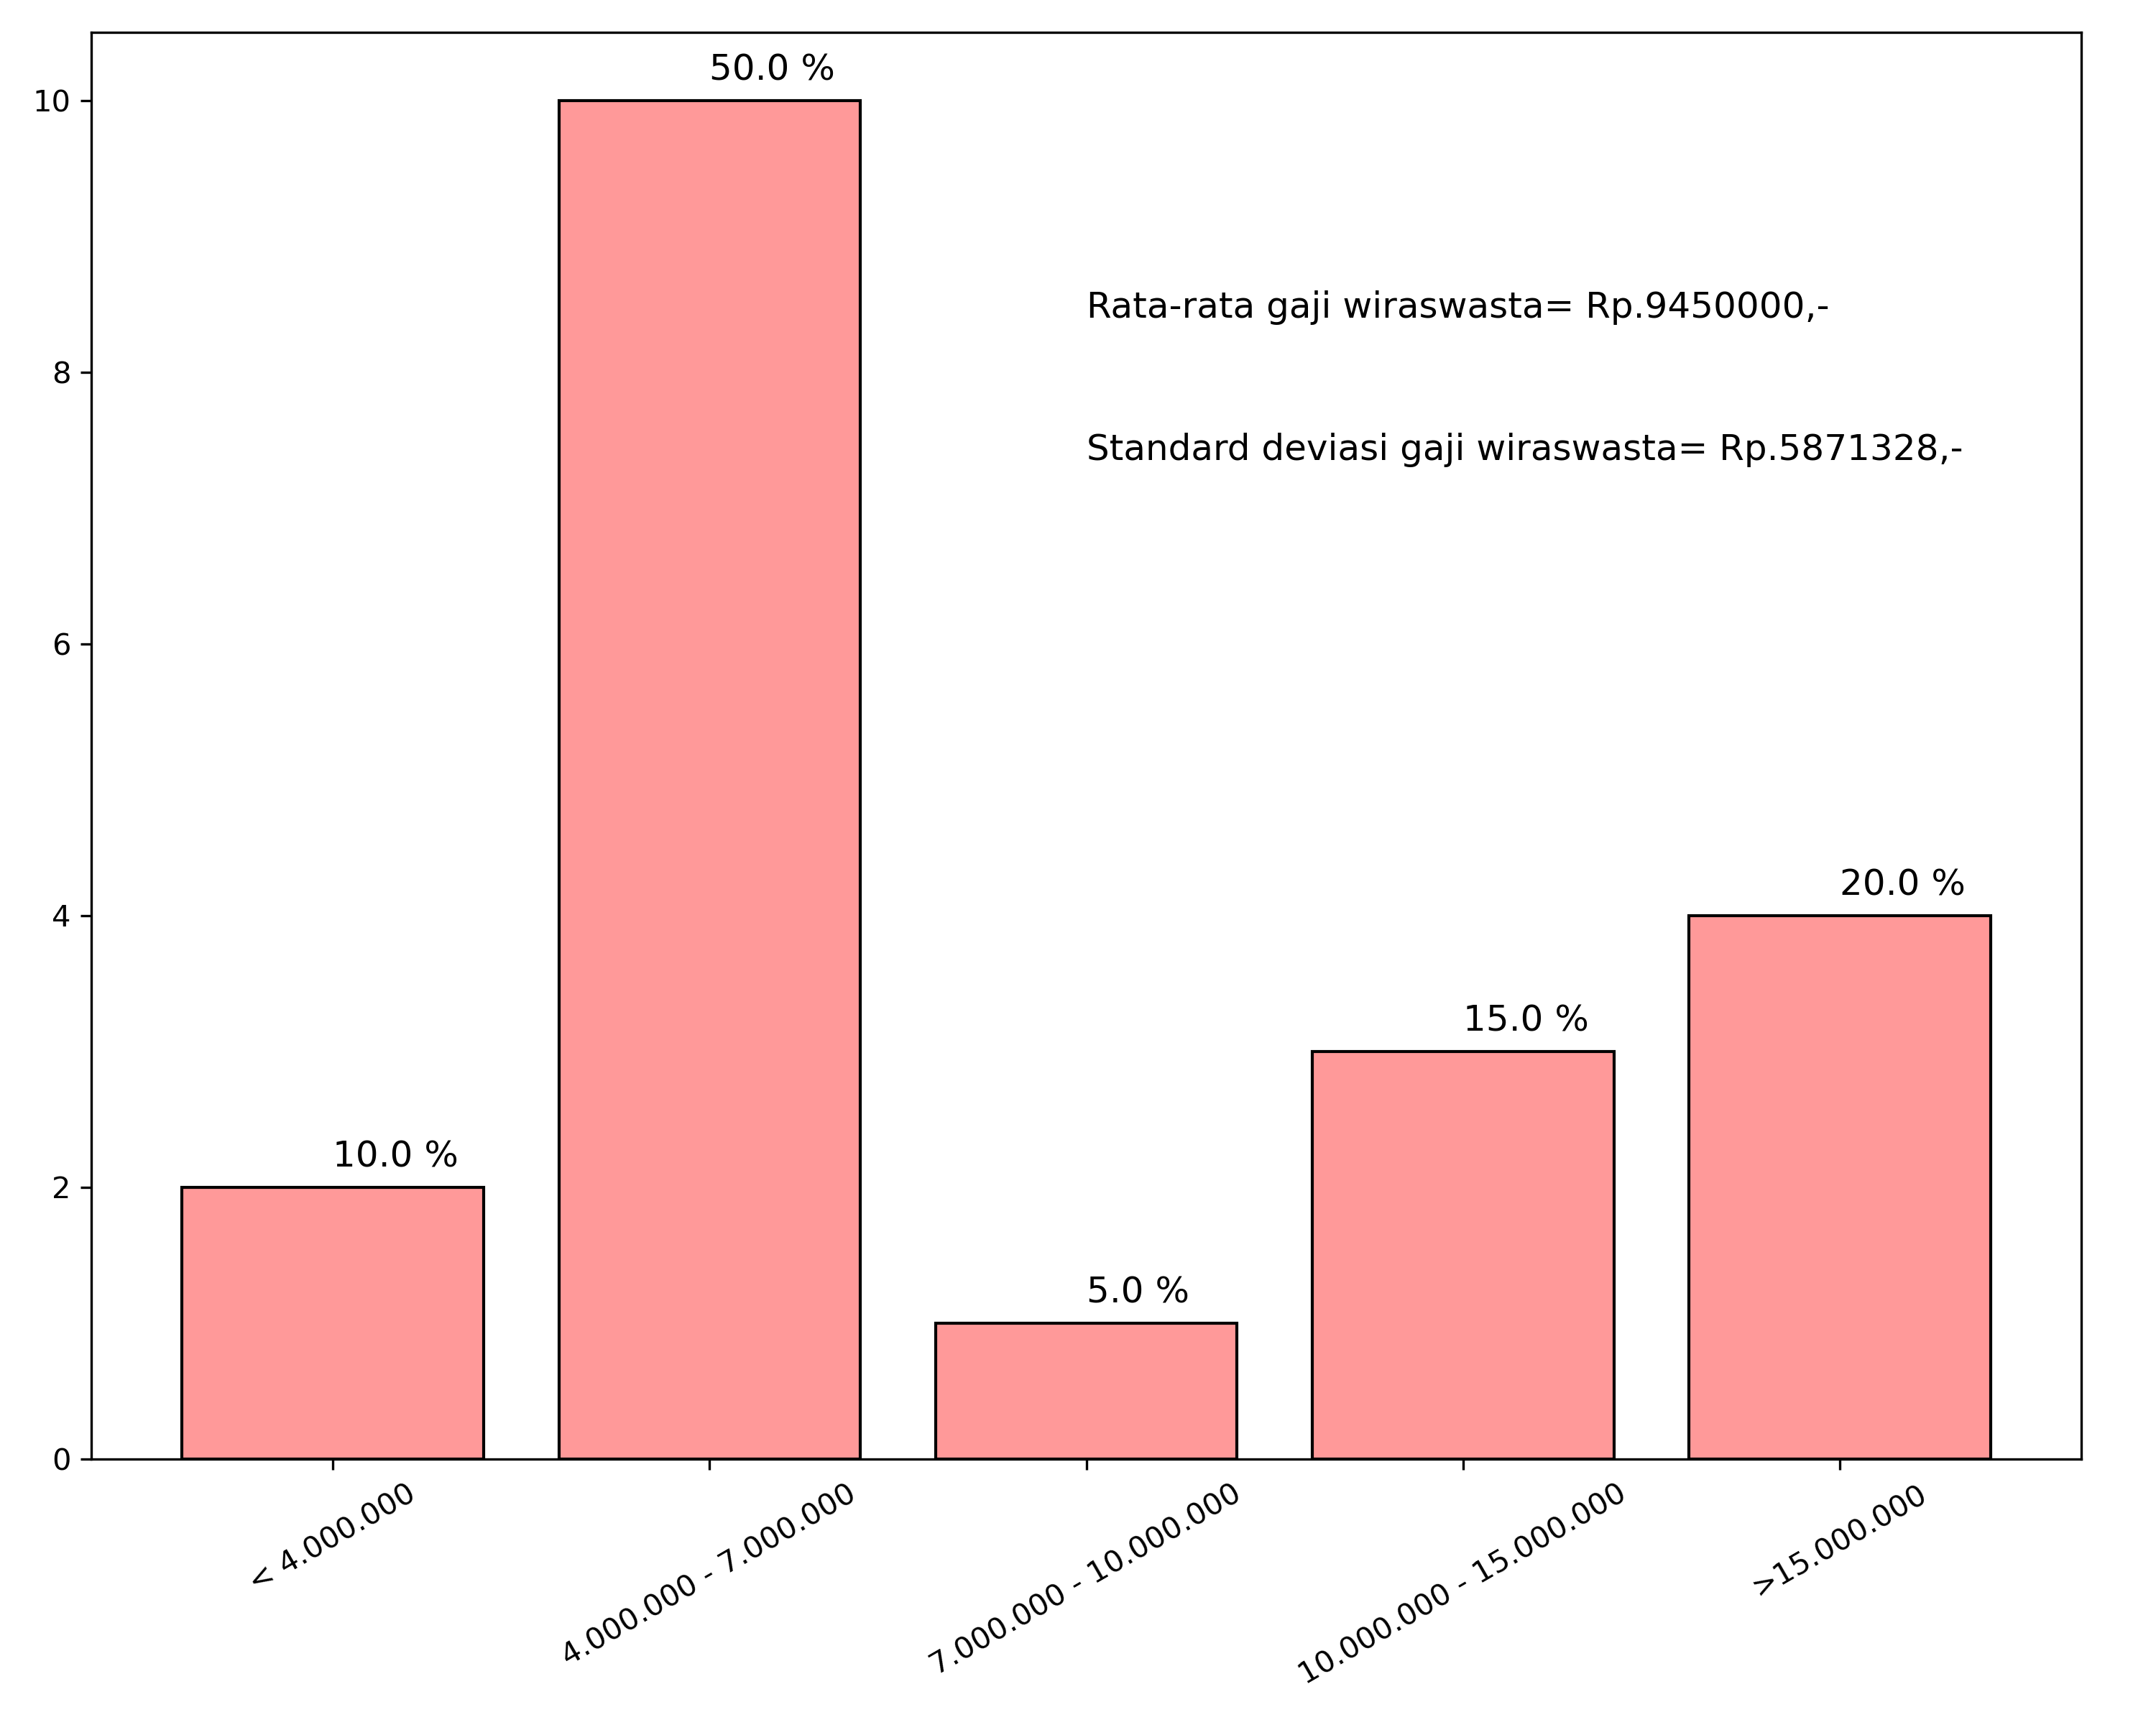 50.0 %
10
Rata-rata gaji wiraswasta= Rp.9450000,-
8
Standard deviasi gaji wiraswasta= Rp.5871328,-
6
20.0 %
4
15.0 %
10.0 %
2
5.0 %
0
< 4.000.000
4.000.000 - 7.000.000
7.000.000 - 10.000.000
10.000.000 - 15.000.000
>15.000.000